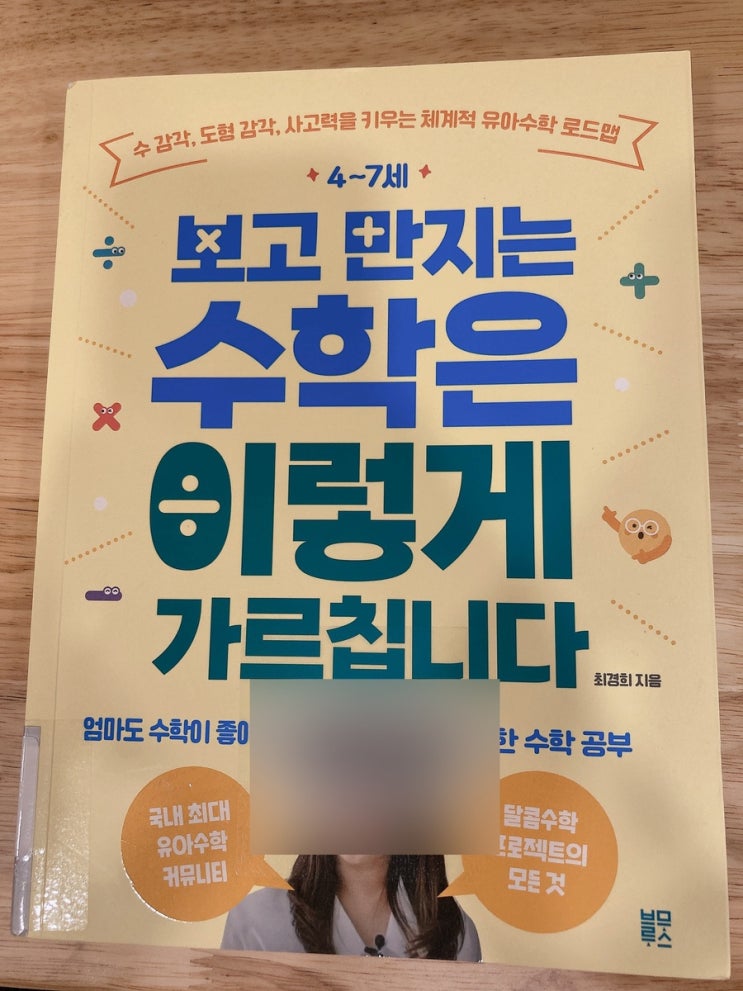 수 감각, 도형 감각, 사고력을 키우는 체계적 유아수학 로드맵
4~7세
보고 만지는
수학은
이렇게
가르칩니다
최경희 지음
엄마도 수학이 한 수학 공부
국내 최대
유아수학
커뮤니티
달콤수학
프로젝트의
모든 것
블루무스